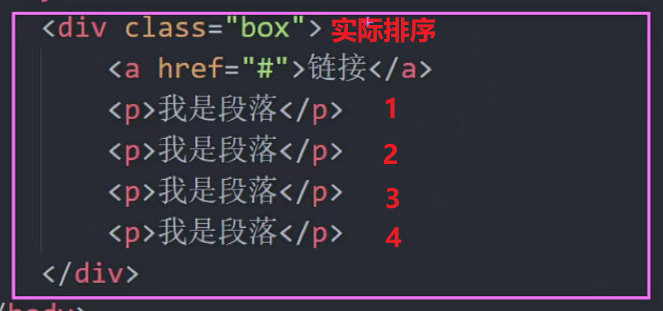 <div class="box"> 实际排序
<a href="#">链接</a>
<p>我是段落</p> 1
<p>我是段落</p> 2
<p>我是段落</p> 3
<p>我是段落</p> 4
</div>
</body>